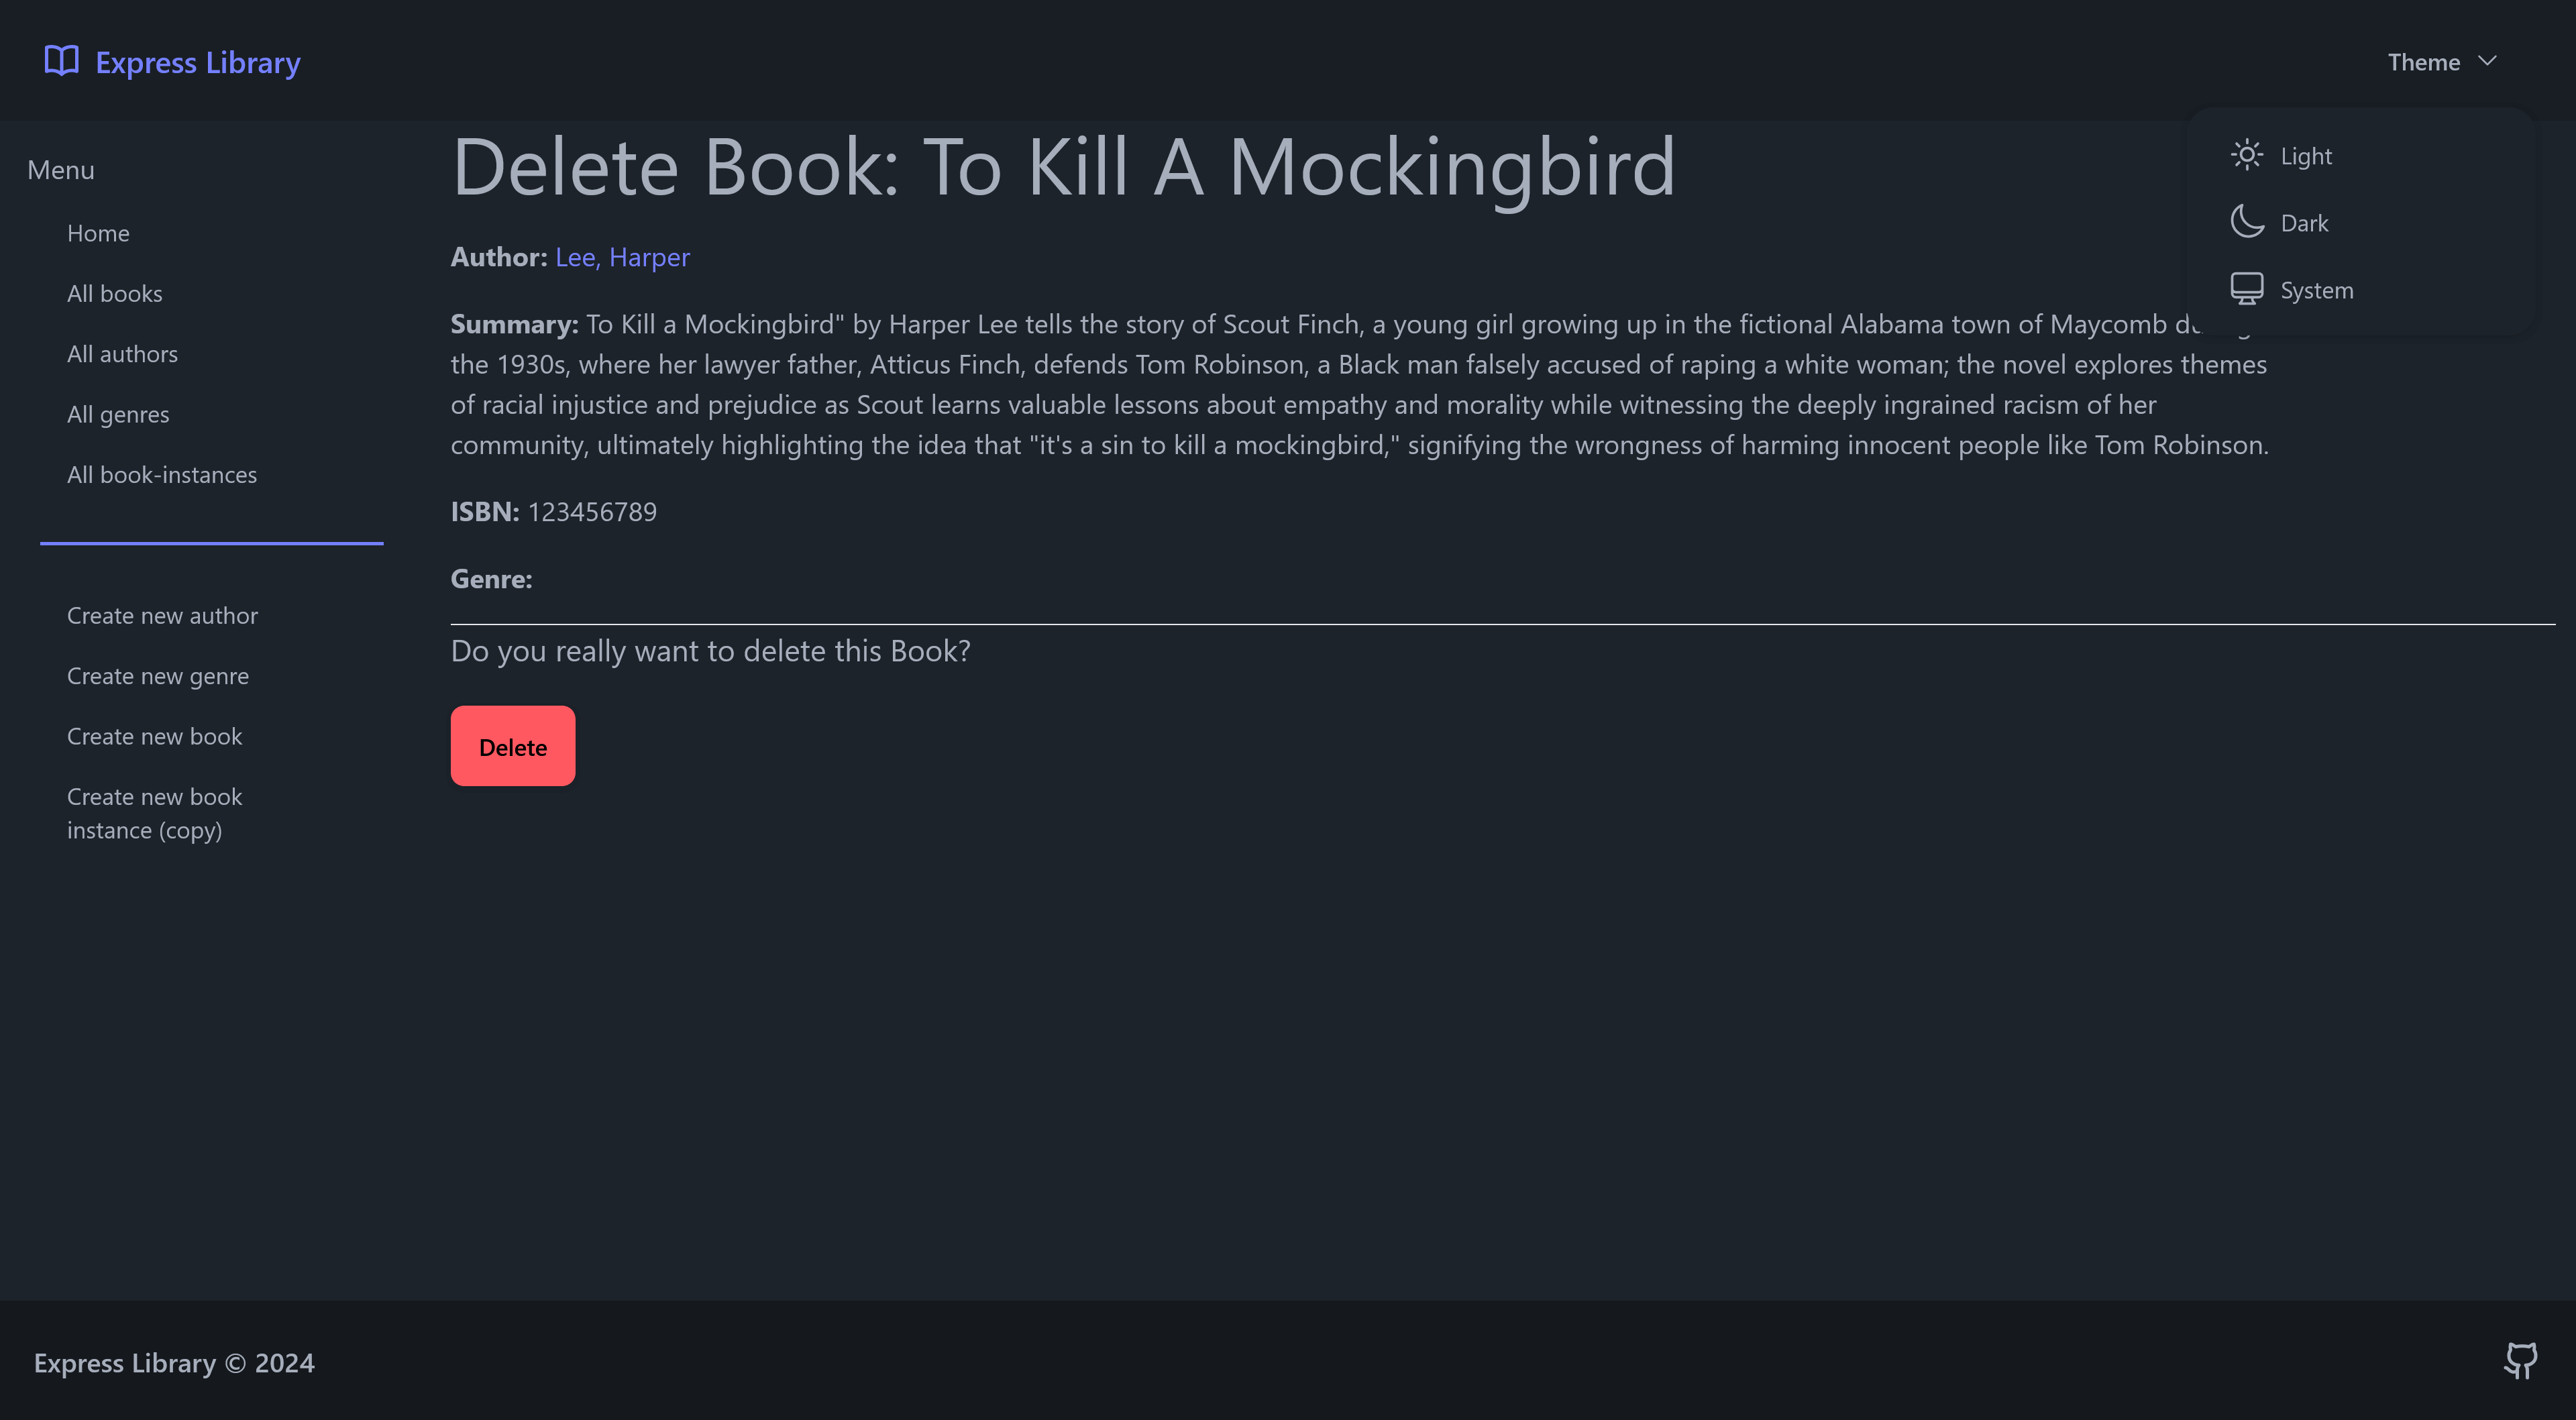 Express Library
Theme
Light
Dark
System
Menu
Home
All books
All authors
All genres
All book-instances
Create new author
Create new genre
Create new book
Create new book
instance (copy)
Delete Book: To Kill A Mockingbird
Author: Lee, Harper
Summary: To Kill a Mockingbird" by Harper Lee tells the story of Scout Finch, a young girl growing up in the fictional Alabama town of Maycomb
the 1930s, where her lawyer father, Atticus Finch, defends Tom Robinson, a Black man falsely accused of raping a white woman; the novel explores themes
of racial injustice and prejudice as Scout learns valuable lessons about empathy and morality while witnessing the deeply ingrained racism of her
community, ultimately highlighting the idea that "it's a sin to kill a mockingbird," signifying the wrongness of harming innocent people like Tom Robinson.
ISBN: 123456789
Genre:
Do you really want to delete this Book?
Delete
Express Library © 2024